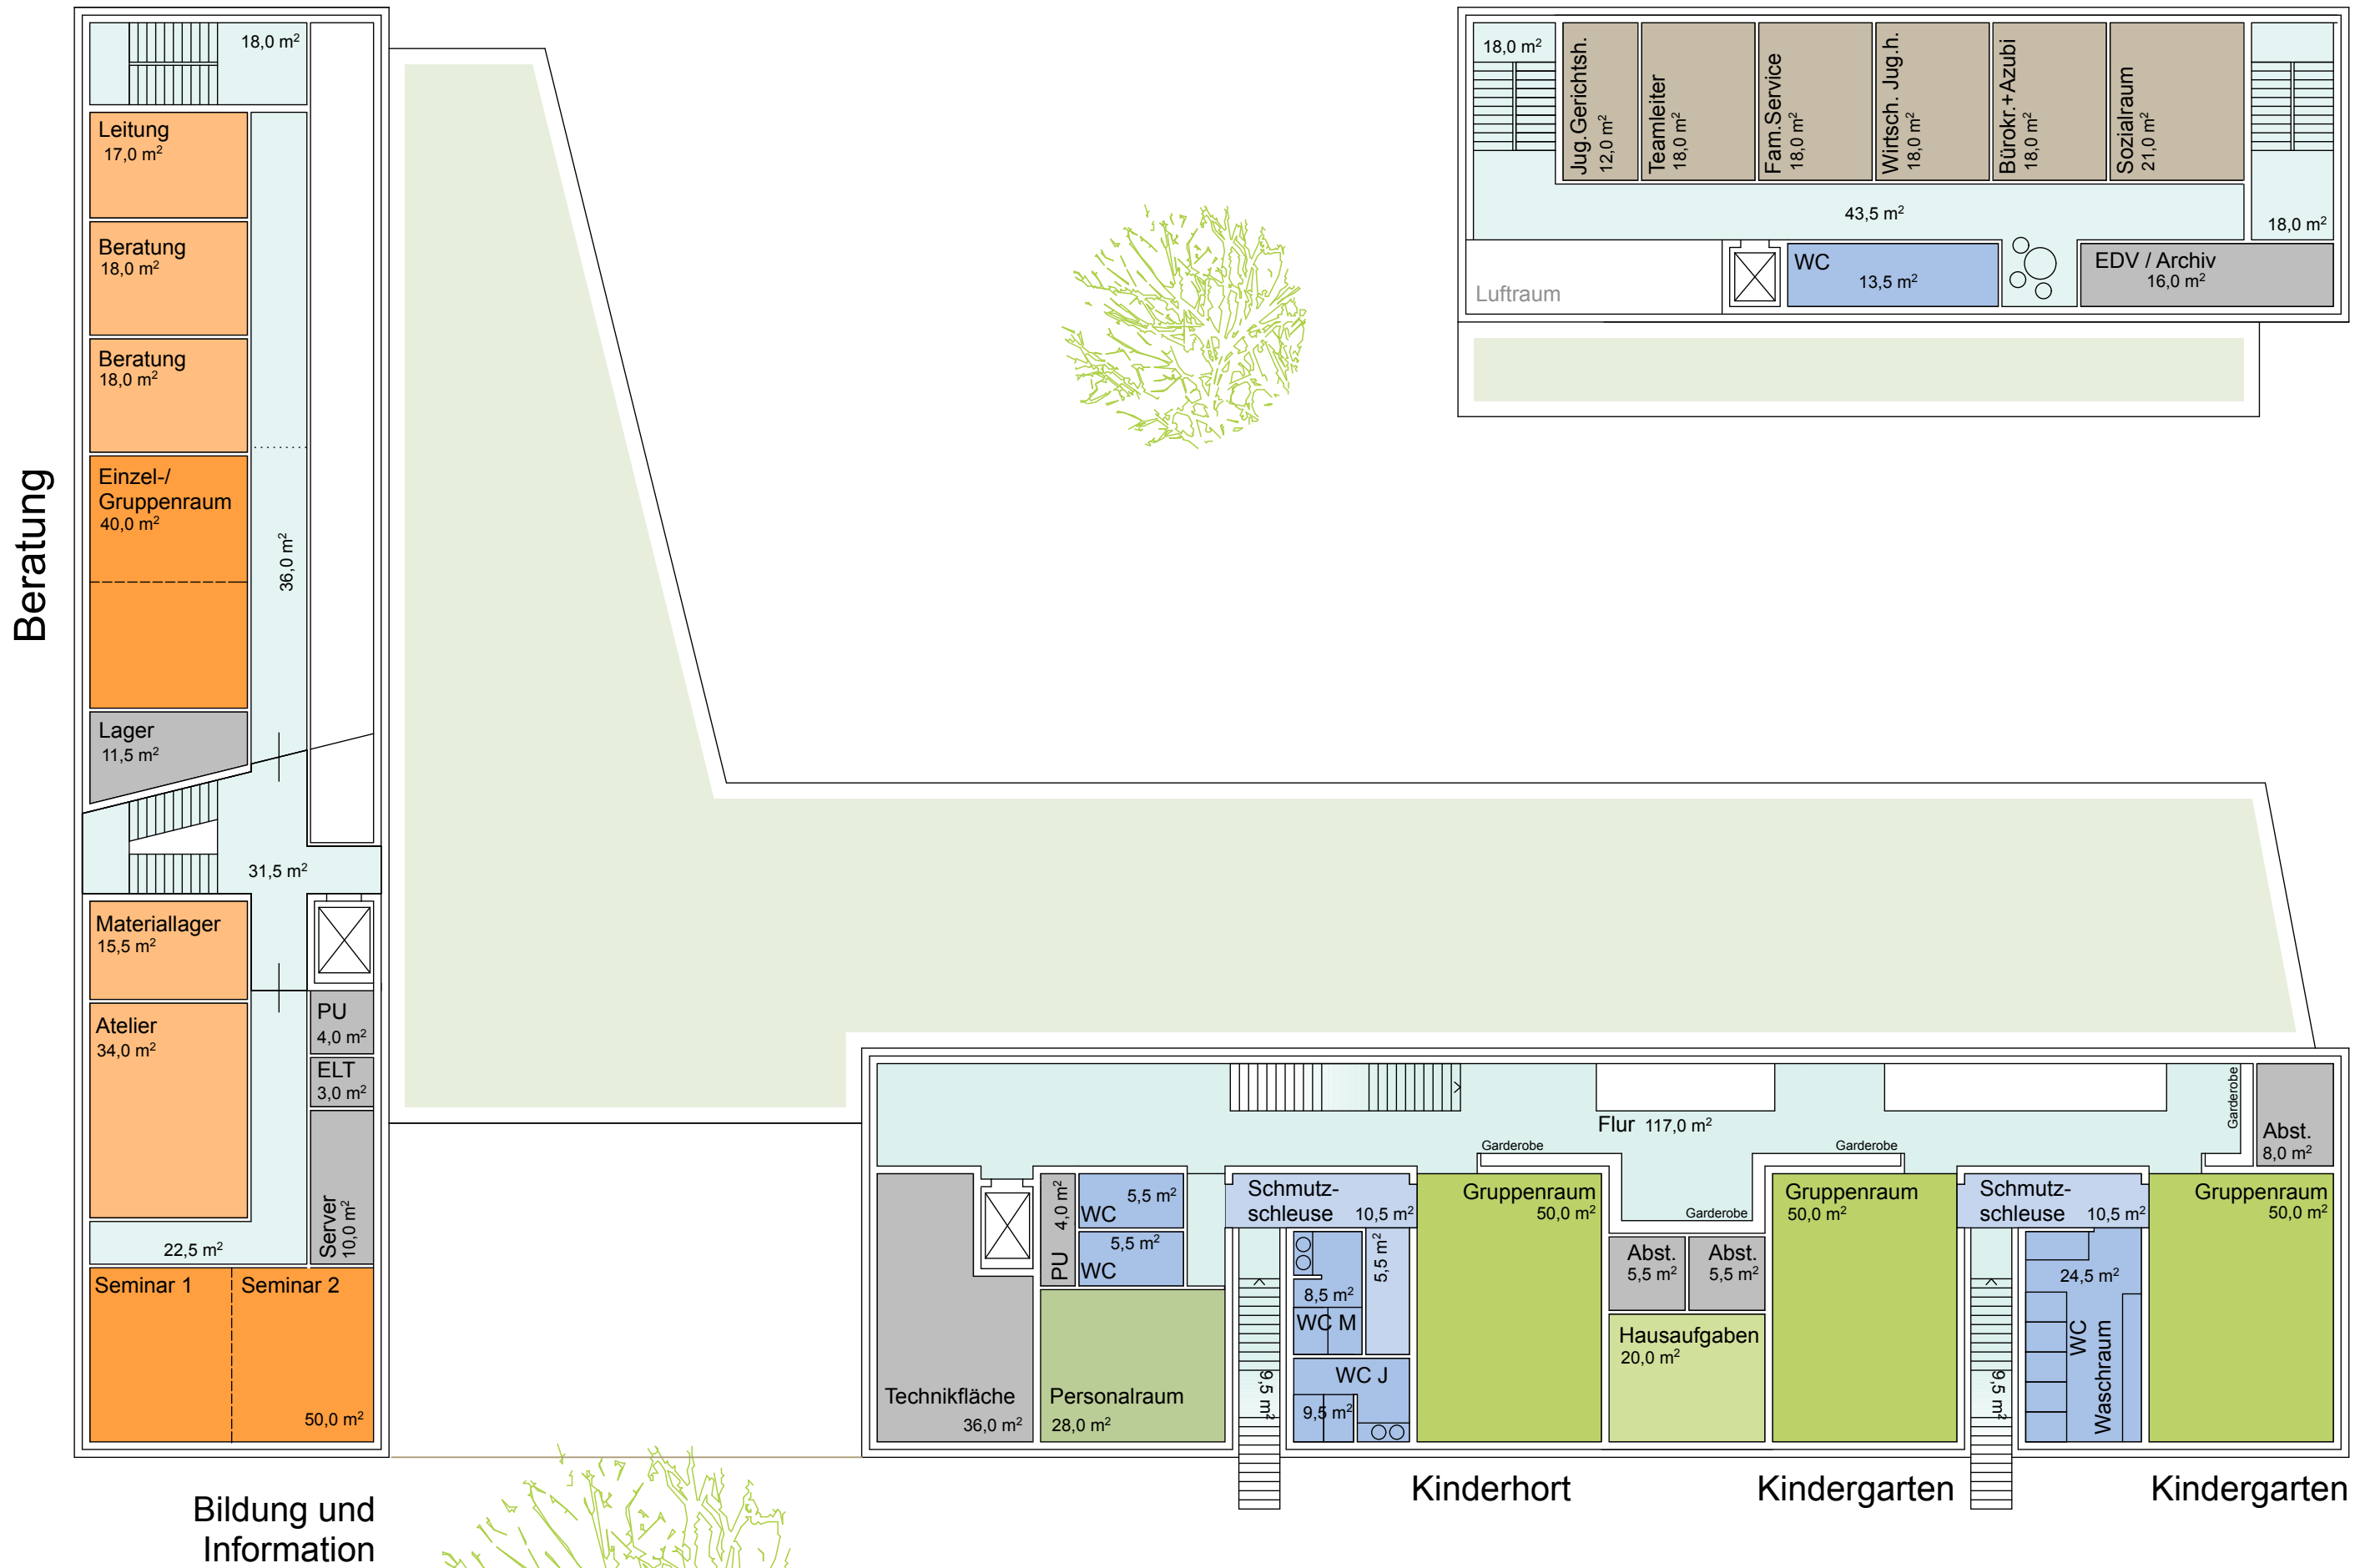 Beratung
18,0 m²
Leitung
17,0 m²
Beratung
18,0 m²
Beratung
18,0 m²
Einzel-/
Gruppenraum
40,0 m²
36,0 m²
Lager
11,5 m²
31,5 m²
Materiallager
15,5 m²
Atelier
34,0 m²
PU
4,0 m²
ELT
3,0 m²
Server
10,0 m²
22,5 m²
Seminar 1
Seminar 2
50,0 m²
Bildung und
Information
18,0 m²
Jug.Gerichtsh.
12,0 m²
Teamleiter
18,0 m²
Fam.Service
18,0 m²
Wirtsch. Jug.h.
18,0 m²
Bürokr.+Azubi
18,0 m²
Sozialraum
21,0 m²
43,5 m²
18,0 m²
Luftraum
WC
13,5 m²
EDV / Archiv
16,0 m²
Flur 117,0 m²
Garderobe
Garderobe
Garderobe
Garderobe
Abst.
8,0 m²
Technikfläche
36,0 m²
PU
4,0 m²
WC
5,5 m²
WC
5,5 m²
Personalraum
28,0 m²
Schmutz-
schleuse 10,5 m²
9,5 m²
8,5 m²
WC M
5,5 m²
WC J
9,5 m²
Gruppenraum
50,0 m²
Abst.
5,5 m²
Abst.
5,5 m²
Hausaufgaben
20,0 m²
Gruppenraum
50,0 m²
Schmutz-
schleuse 10,5 m²
9,5 m²
24,5 m²
WC
Waschraum
Gruppenraum
50,0 m²
Kinderhort
Kindergarten
Kindergarten